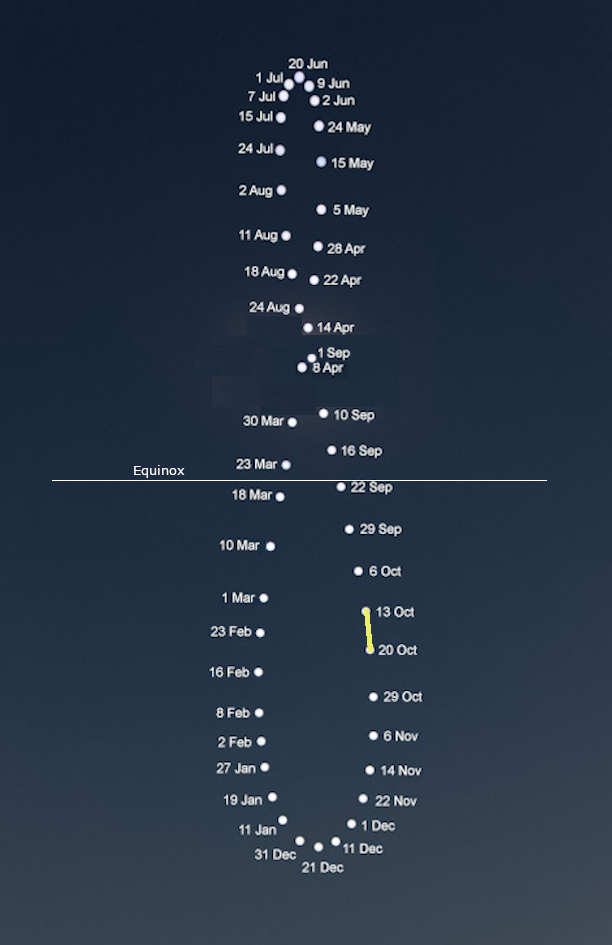 20 Jun
1 Jul
9 Jun
7 Jul
2 Jun
15 Jul
24 May
24 Jul
15 May
2 Aug
5 May
11 Aug
28 Apr
18 Aug
22 Apr
24 Aug
14 Apr
1 Sep
8 Apr
10 Sep
30 Mar
16 Sep
23 Mar
Equinox
22 Sep
18 Mar
29 Sep
10 Mar
6 Oct
1 Mar
13 Oct
23 Feb
20 Oct
16 Feb
29 Oct
8 Feb
6 Nov
2 Feb
27 Jan
14 Nov
19 Jan
22 Nov
11 Jan
1 Dec
31 Dec
11 Dec
21 Dec